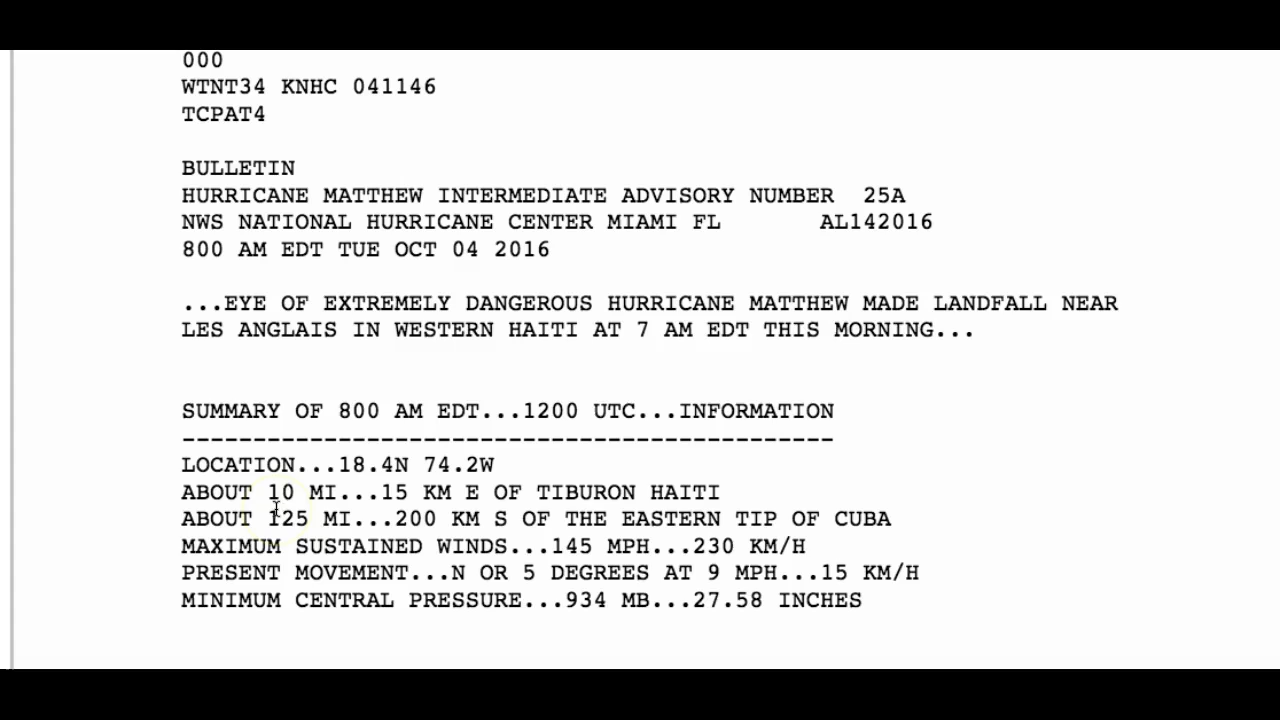 000
WTNT34 KNHC 041146
TCPAT4
BULLETIN
HURRICANE MATTHEW INTERMEDIATE ADVISORY NUMBER  25A
NWS NATIONAL HURRICANE CENTER MIAMI FL       AL142016
800 AM EDT TUE OCT 04 2016
...EYE OF EXTREMELY DANGEROUS HURRICANE MATTHEW MADE LANDFALL NEAR
LES ANGLAIS IN WESTERN HAITI AT 7 AM EDT THIS MORNING...
SUMMARY OF 800 AM EDT...1200 UTC...INFORMATION
----------------------------------------------
LOCATION...18.4N 74.2W
ABOUT 10 MI...15 KM E OF TIBURON HAITI
ABOUT 125 MI...200 KM S OF THE EASTERN TIP OF CUBA
MAXIMUM SUSTAINED WINDS...145 MPH...230 KM/H
PRESENT MOVEMENT...N OR 5 DEGREES AT 9 MPH...15 KM/H
MINIMUM CENTRAL PRESSURE...934 MB...27.58 INCHES